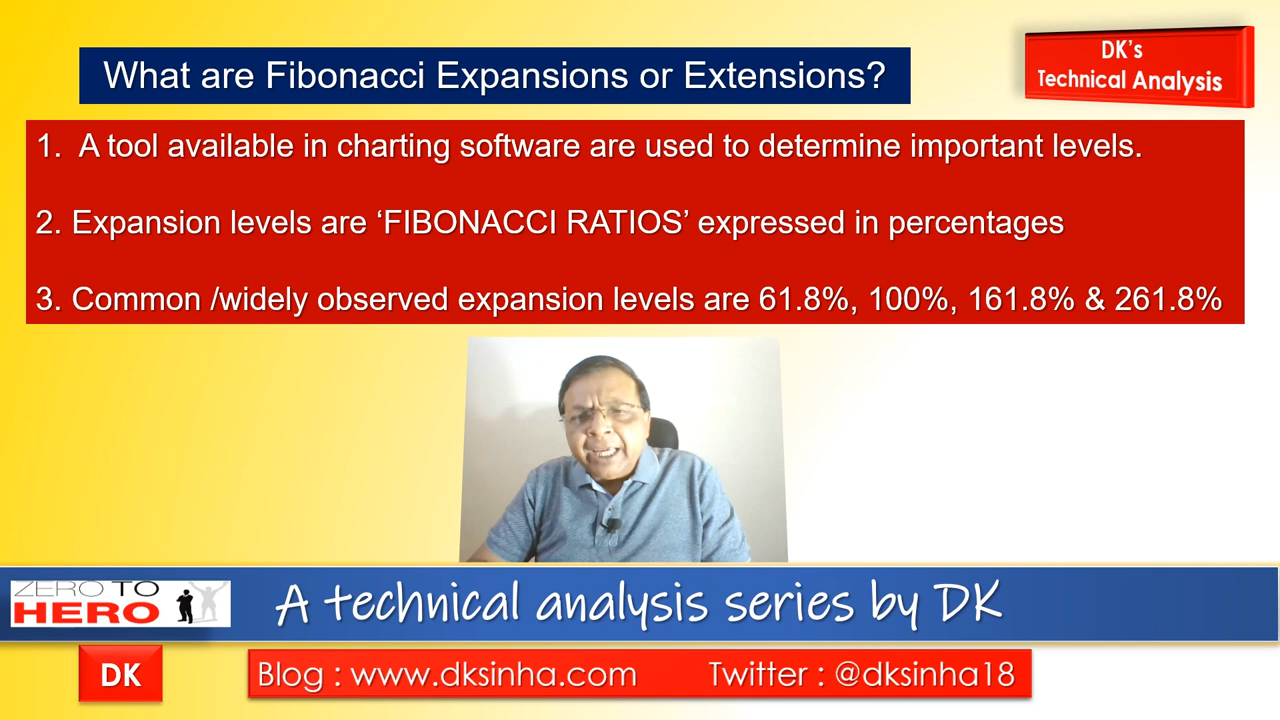 What are Fibonacci Expansions or Extensions?
DK's
Technical Analysis
1. A tool available in charting software are used to determine important levels.
2. Expansion levels are ‘FIBONACCI RATIOS’ expressed in percentages
3. Common /widely observed expansion levels are 61.8%, 100%, 161.8% & 261.8%
ZERO TO
HERO
A technical analysis series by DK
DK
Blog : www.dksinha.com Twitter : @dksinha18